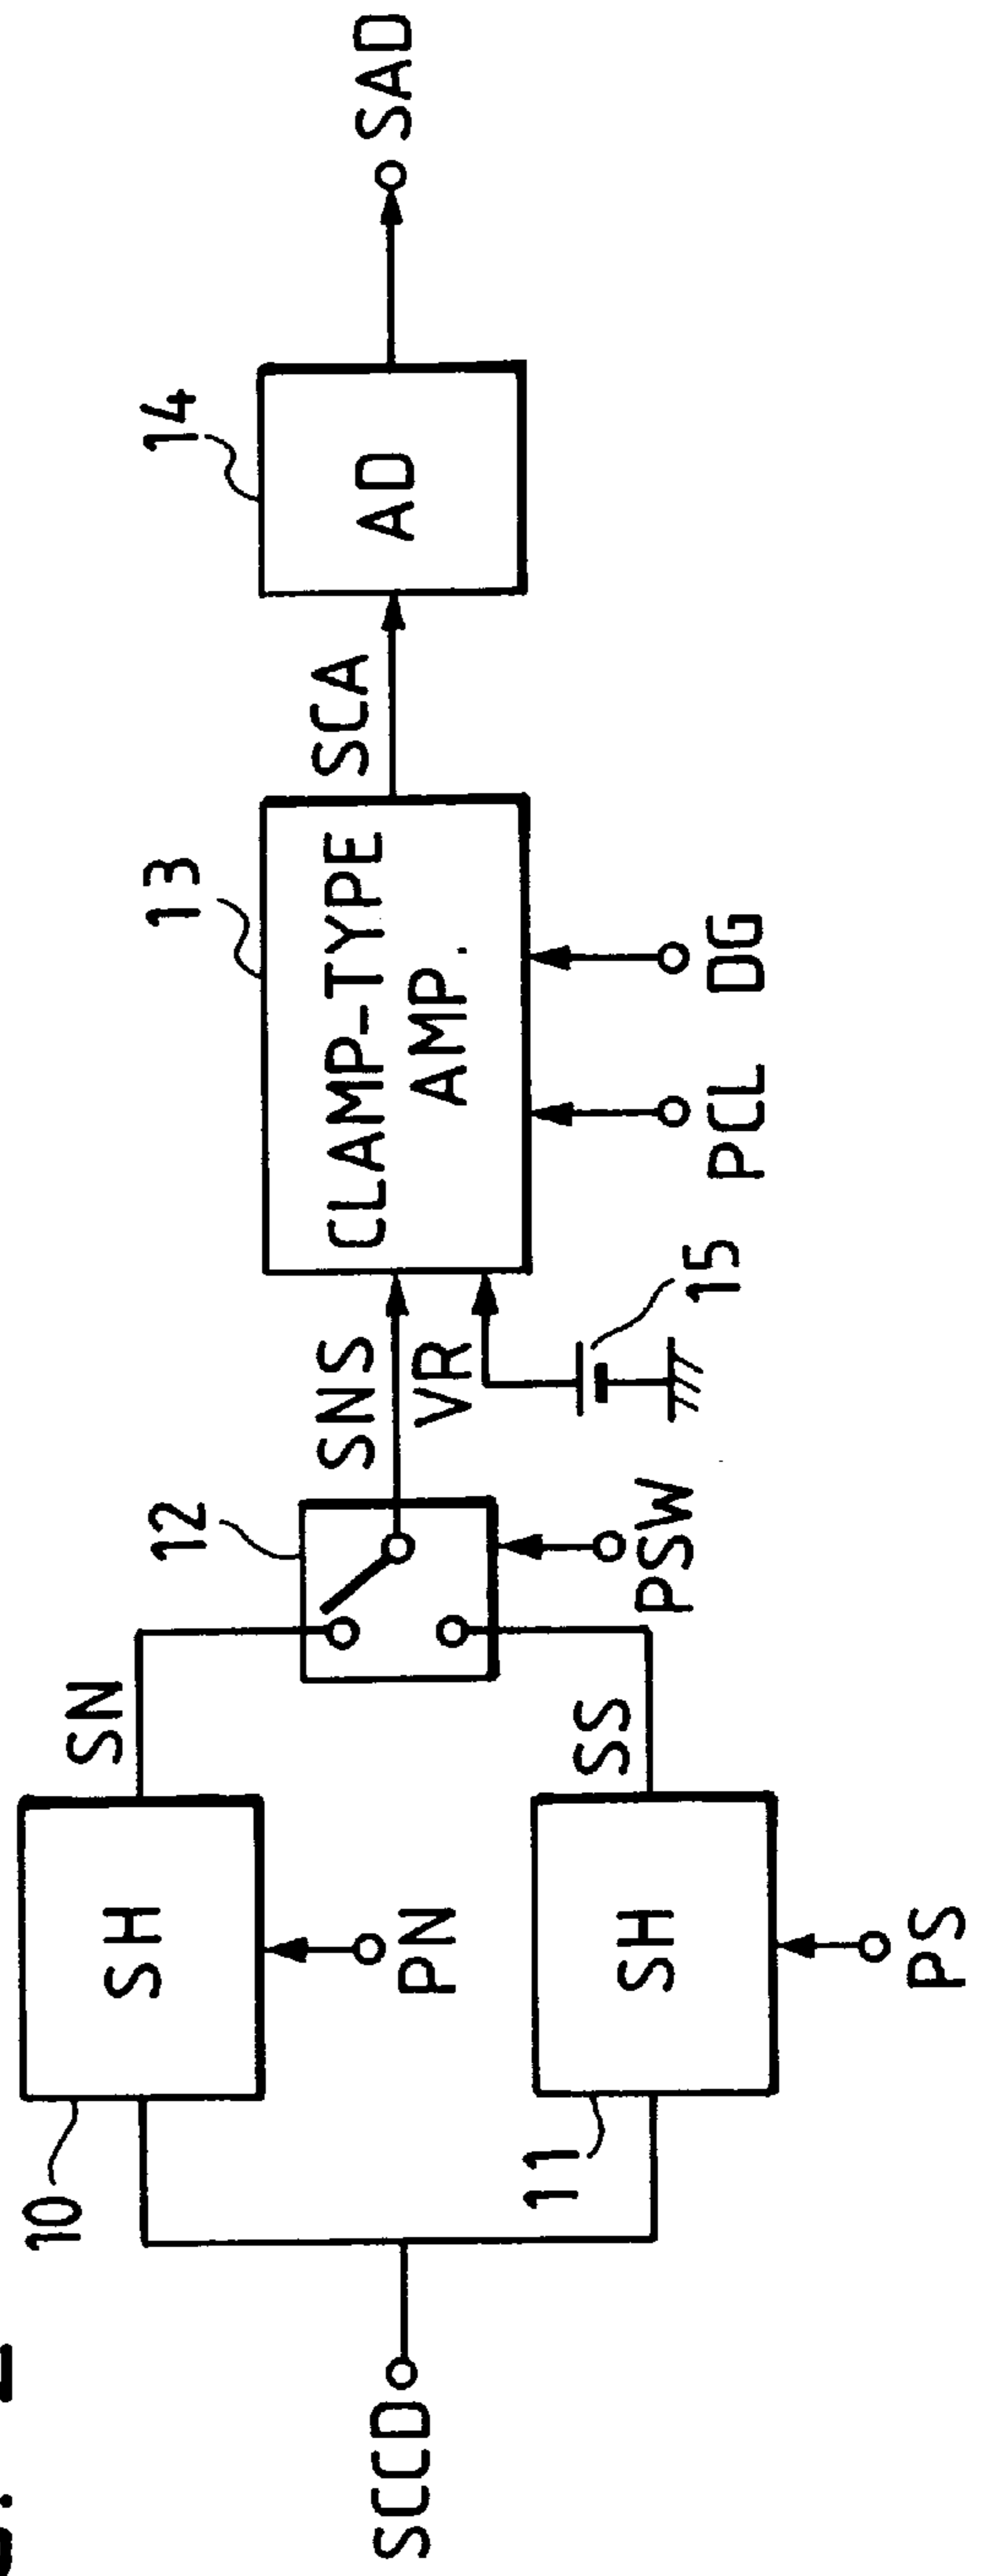 SCCD
10
SH
PN
SN
11
SH
PS
SS
12
PSW
SNS
VR
15
13
CLAMP-TYPE
AMP.
PCL
DG
SCA
14
AD
SAD